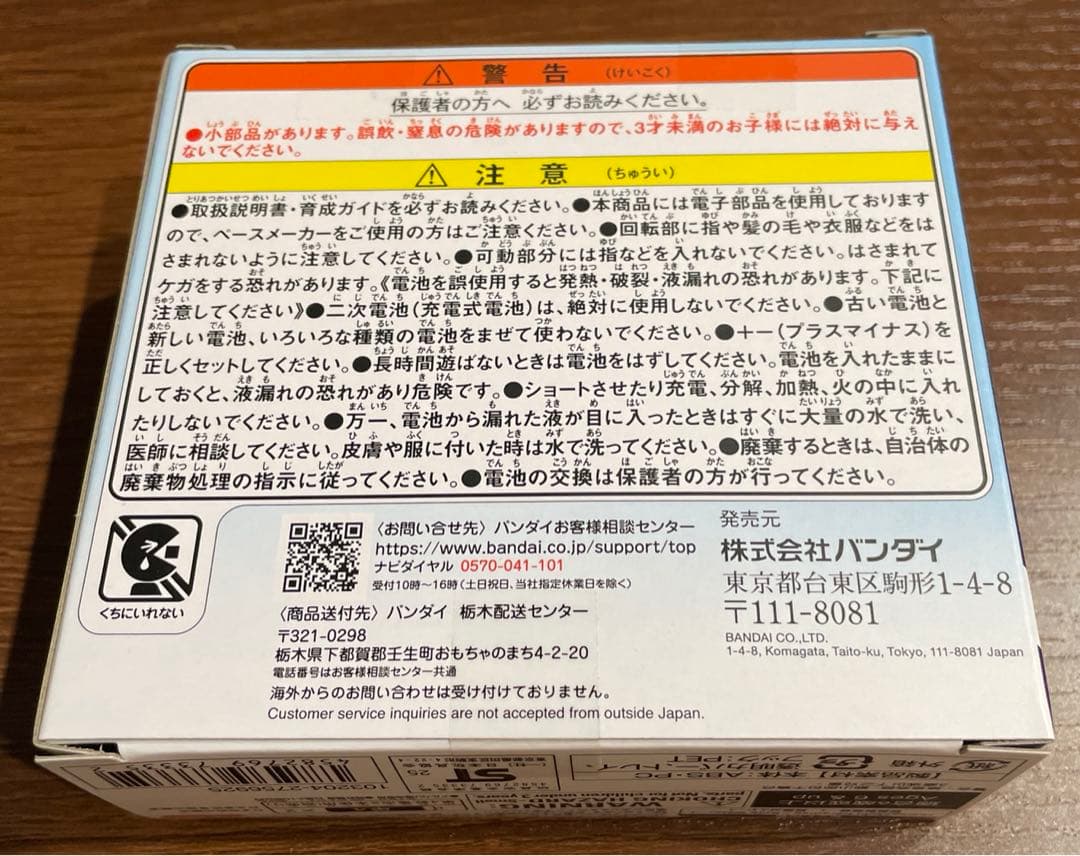 ⚠ 警告 (けいこく)
保護者の方へ 必ずお読みください。
●小部品があります。誤飲・窒息の危険がありますので、3才未満のお子様には絶対に与え
ないでください。
⚠ 注意 (ちゅうい)
●取扱説明書・育成ガイドを必ずお読みください。●本商品には電子部品を使用しております
ので、ペースメーカーをご使用の方はご注意ください。●回転部に指や髪の毛や衣服などをは
さまれないように注意してください。●可動部分には指などを入れないでください。はさまれて
ケガをする恐れがあります。《電池を誤使用すると発熱・破裂・液漏れの恐れがあります。下記に
注意してください》●二次電池(充電式電池)は、絶対に使用しないでください。●古い電池と
新しい電池、いろいろな種類の電池をまぜて使わないでください。●+-(プラスマイナス)を
正しくセットしてください。●長時間遊ばないときは電池をはずしてください。電池を入れたままに
しておくと、液漏れの恐れがあり危険です。●ショートさせたり充電、分解、加熱、火の中に入れ
たりしないでください。●万一、電池から漏れた液が目に入ったときはすぐに大量の水で洗い、
医師に相談してください。皮膚や服に付いた時は水で洗ってください。●廃棄するときは、自治体の
廃棄物処理の指示に従ってください。●電池の交換は保護者の方が行ってください。
くちにいれない
〈お問い合せ先〉バンダイお客様相談センター
https://www.bandai.co.jp/support/top
ナビダイヤル 0570-041-101
受付10時〜16時(土日祝日、当社指定休業日を除く)
〈商品送付先〉バンダイ 栃木配送センター
〒321-0298
栃木県下都賀郡壬生町おもちゃのまち4-2-20
電話番号はお客様相談センター共通
海外からのお問い合わせは受け付けておりません。
Customer service inquiries are not accepted from outside Japan.
発売元
株式会社バンダイ
東京都台東区駒形1-4-8
〒111-8081
BANDAI CO.,LTD.
1-4-8, Komagata, Taito-ku, Tokyo, 111-8081 Japan
ST
25
WARNING
CHOKING HAZARD